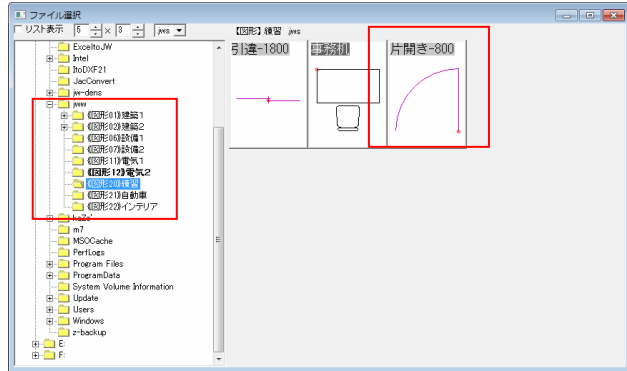 ファイル選択
リスト表示 5 × 3 .jws
【図形】練習 .jws
ExceltoJW
Intel
ItoDXF21
JacConvert
jw-dens
jww
《図形01》建築1
《図形02》建築2
《図形06》設備1
《図形07》設備2
《図形11》電気1
《図形12》電気2
《図形20》練習
《図形21》自動車
《図形22》インテリア
m7
MSOCache
PerfLogs
Program Files
ProgramData
System Volume Information
Update
Users
Windows
z-backup
E:
F:
引違-1800
事務机
片開き-800